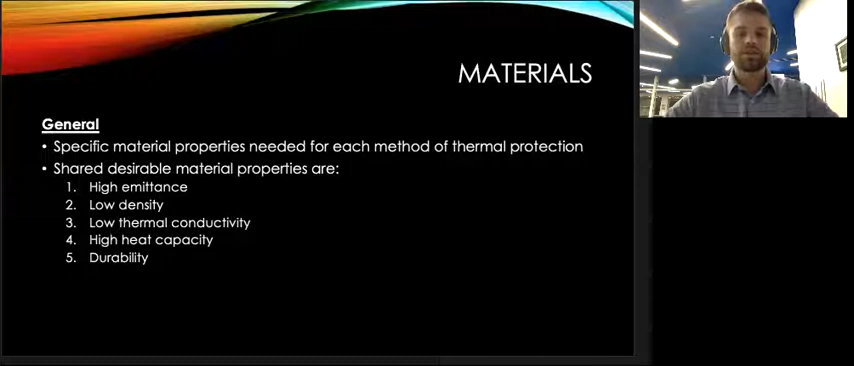 MATERIALS
General
• Specific material properties needed for each method of thermal protection
• Shared desirable material properties are:
1. High emittance
2. Low density
3. Low thermal conductivity
4. High heat capacity
5. Durability